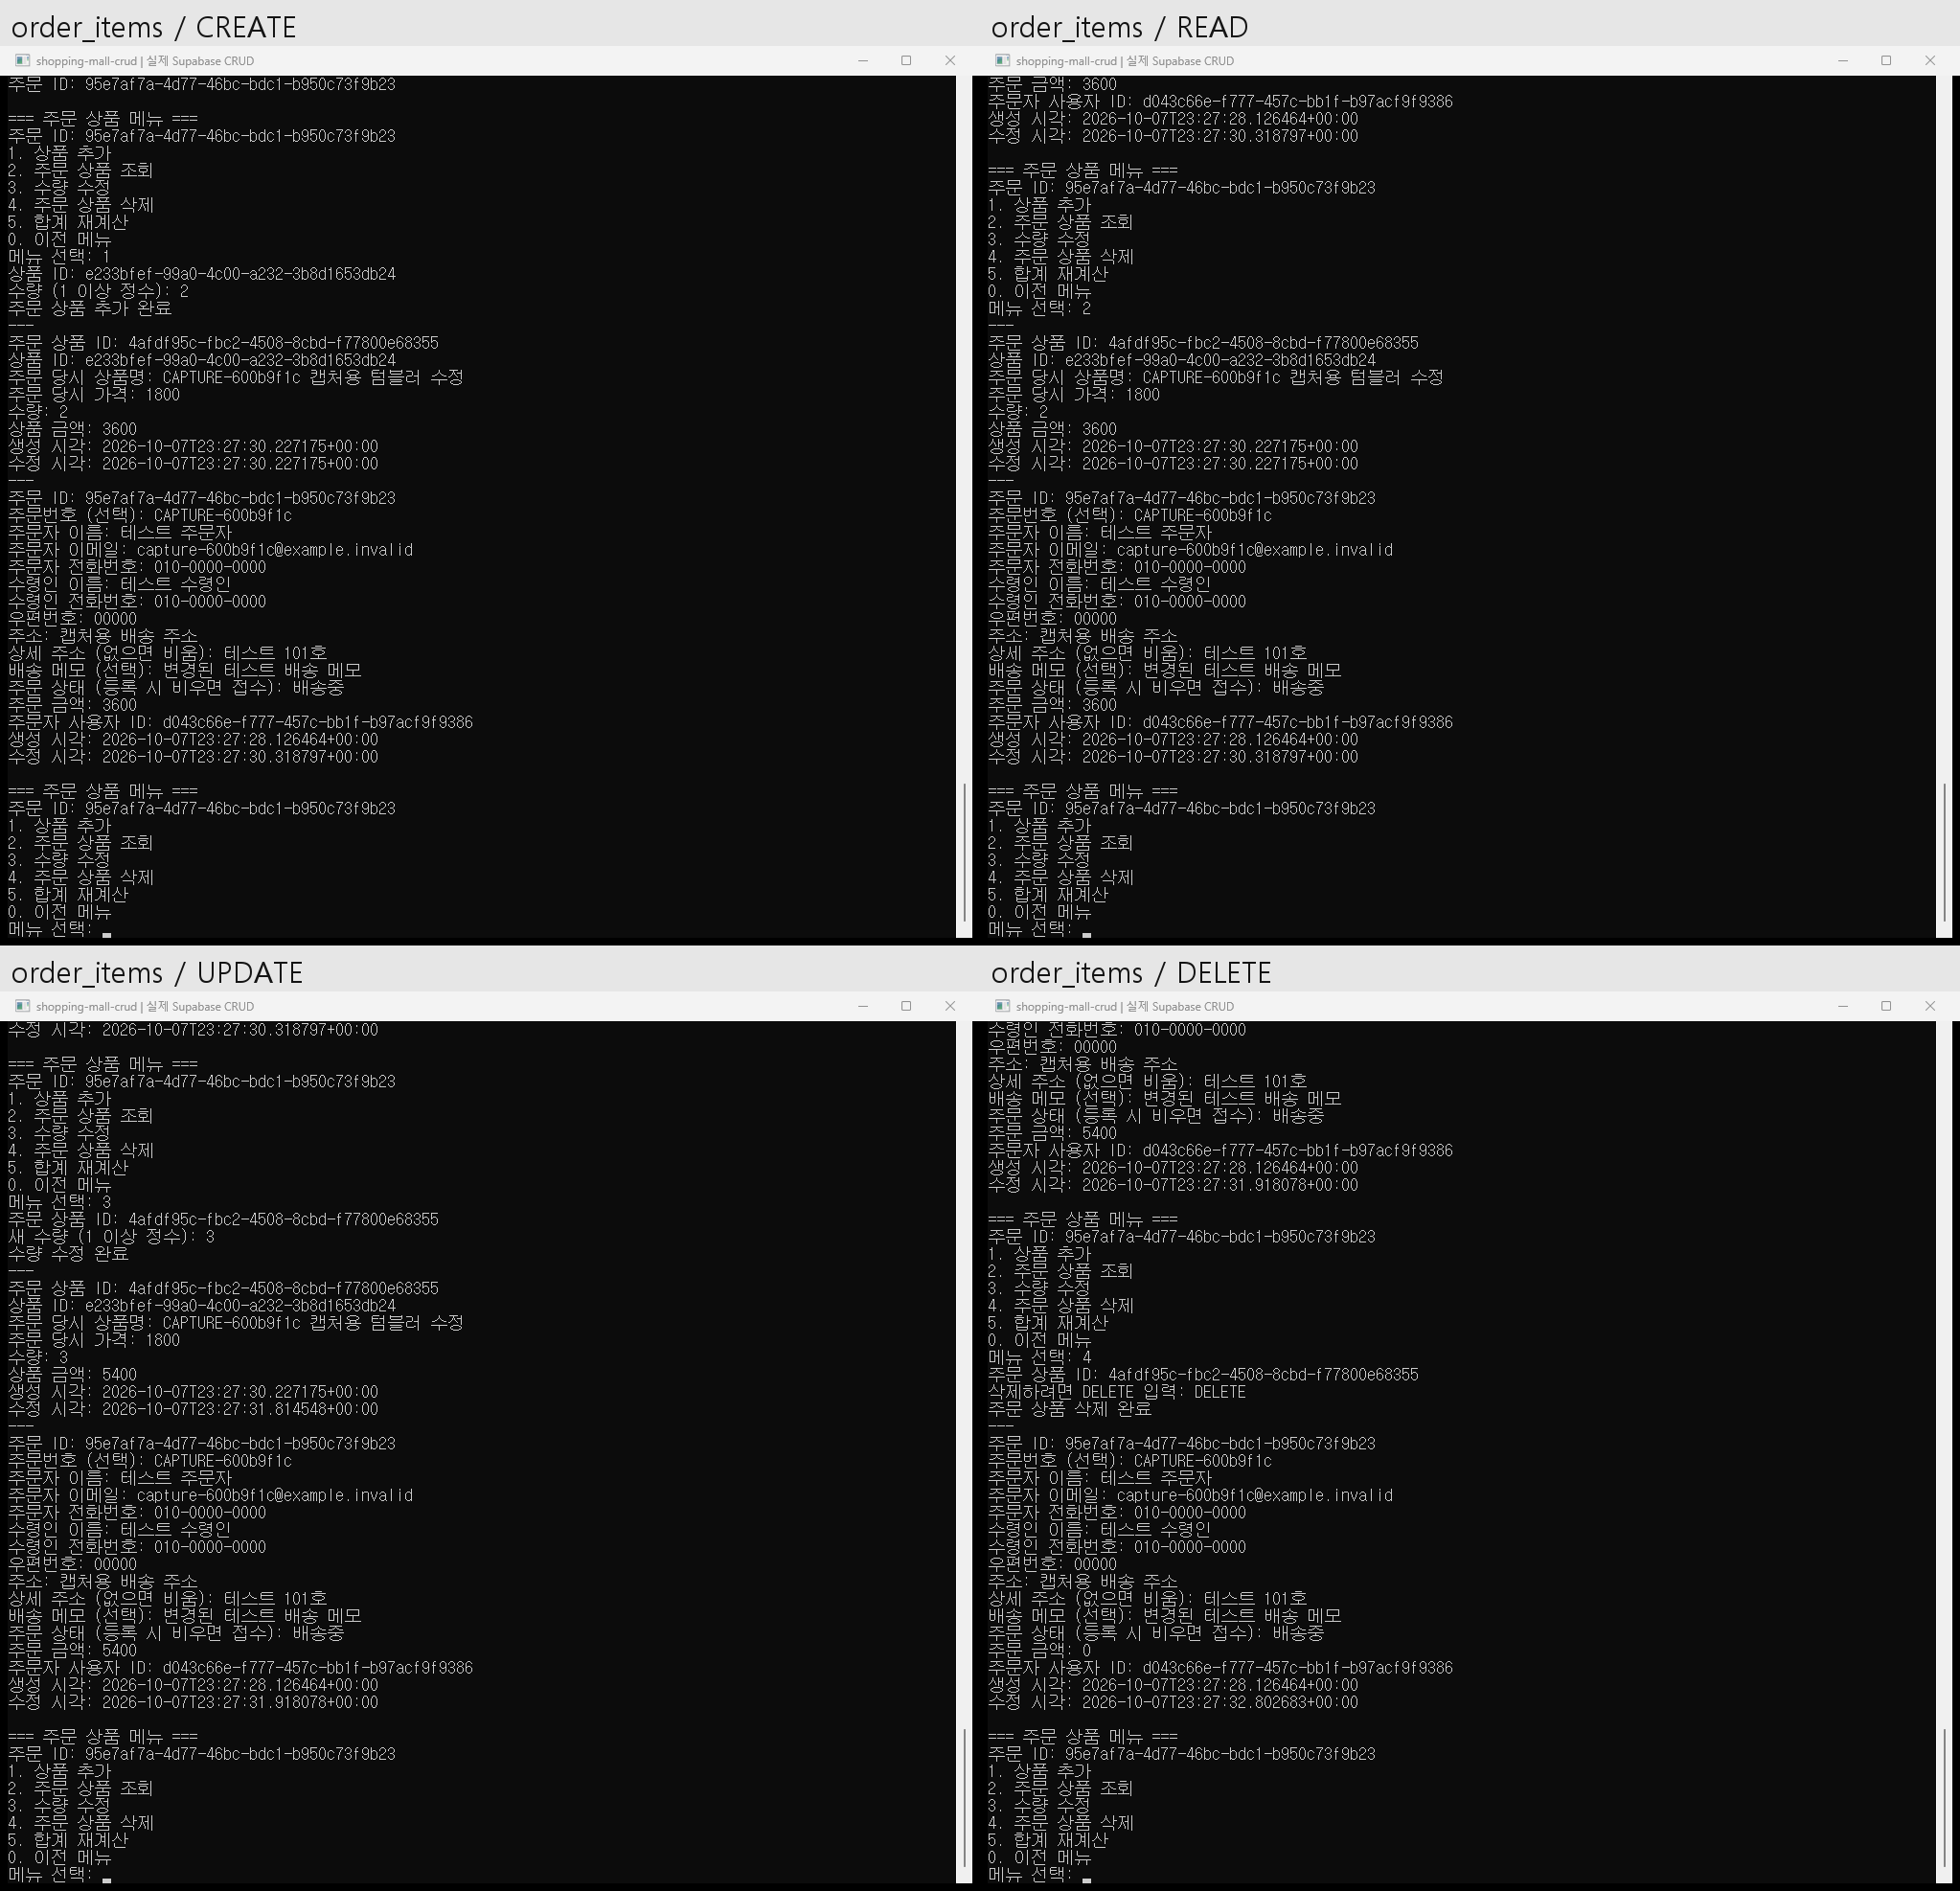 order_items / CREATE
shopping-mall-crud | 실제 Supabase CRUD
주문 ID: 95e7af7a-4d77-46bc-bdc1-b950c73f9b23
=== 주문 상품 메뉴 ===
주문 ID: 95e7af7a-4d77-46bc-bdc1-b950c73f9b23
1. 상품 추가
2. 주문 상품 조회
3. 수량 수정
4. 주문 상품 삭제
5. 합계 재계산
0. 이전 메뉴
메뉴 선택: 1
상품 ID: e233bfef-99a0-4c00-a232-3b8d1653db24
수량 (1 이상 정수): 2
주문 상품 추가 완료
---
주문 상품 ID: 4afdf95c-fbc2-4508-8cbd-f77800e68355
상품 ID: e233bfef-99a0-4c00-a232-3b8d1653db24
주문 당시 상품명: CAPTURE-600b9f1c 캡처용 텀블러 수정
주문 당시 가격: 1800
수량: 2
상품 금액: 3600
생성 시각: 2026-10-07T23:27:30.227175+00:00
수정 시각: 2026-10-07T23:27:30.227175+00:00
---
주문 ID: 95e7af7a-4d77-46bc-bdc1-b950c73f9b23
주문번호 (선택): CAPTURE-600b9f1c
주문자 이름: 테스트 주문자
주문자 이메일: capture-600b9f1c@example.invalid
주문자 전화번호: 010-0000-0000
수령인 이름: 테스트 수령인
수령인 전화번호: 010-0000-0000
우편번호: 00000
주소: 캡처용 배송 주소
상세 주소 (없으면 비움): 테스트 101호
배송 메모 (선택): 변경된 테스트 배송 메모
주문 상태 (등록 시 비우면 접수): 배송중
주문 금액: 3600
주문자 사용자 ID: d043c66e-f777-457c-bb1f-b97acf9f9386
생성 시각: 2026-10-07T23:27:28.126464+00:00
수정 시각: 2026-10-07T23:27:30.318797+00:00
=== 주문 상품 메뉴 ===
주문 ID: 95e7af7a-4d77-46bc-bdc1-b950c73f9b23
1. 상품 추가
2. 주문 상품 조회
3. 수량 수정
4. 주문 상품 삭제
5. 합계 재계산
0. 이전 메뉴
메뉴 선택:
order_items / READ
shopping-mall-crud | 실제 Supabase CRUD
주문 금액: 3600
주문자 사용자 ID: d043c66e-f777-457c-bb1f-b97acf9f9386
생성 시각: 2026-10-07T23:27:28.126464+00:00
수정 시각: 2026-10-07T23:27:30.318797+00:00
=== 주문 상품 메뉴 ===
주문 ID: 95e7af7a-4d77-46bc-bdc1-b950c73f9b23
1. 상품 추가
2. 주문 상품 조회
3. 수량 수정
4. 주문 상품 삭제
5. 합계 재계산
0. 이전 메뉴
메뉴 선택: 2
---
주문 상품 ID: 4afdf95c-fbc2-4508-8cbd-f77800e68355
상품 ID: e233bfef-99a0-4c00-a232-3b8d1653db24
주문 당시 상품명: CAPTURE-600b9f1c 캡처용 텀블러 수정
주문 당시 가격: 1800
수량: 2
상품 금액: 3600
생성 시각: 2026-10-07T23:27:30.227175+00:00
수정 시각: 2026-10-07T23:27:30.227175+00:00
---
주문 ID: 95e7af7a-4d77-46bc-bdc1-b950c73f9b23
주문번호 (선택): CAPTURE-600b9f1c
주문자 이름: 테스트 주문자
주문자 이메일: capture-600b9f1c@example.invalid
주문자 전화번호: 010-0000-0000
수령인 이름: 테스트 수령인
수령인 전화번호: 010-0000-0000
우편번호: 00000
주소: 캡처용 배송 주소
상세 주소 (없으면 비움): 테스트 101호
배송 메모 (선택): 변경된 테스트 배송 메모
주문 상태 (등록 시 비우면 접수): 배송중
주문 금액: 3600
주문자 사용자 ID: d043c66e-f777-457c-bb1f-b97acf9f9386
생성 시각: 2026-10-07T23:27:28.126464+00:00
수정 시각: 2026-10-07T23:27:30.318797+00:00
=== 주문 상품 메뉴 ===
주문 ID: 95e7af7a-4d77-46bc-bdc1-b950c73f9b23
1. 상품 추가
2. 주문 상품 조회
3. 수량 수정
4. 주문 상품 삭제
5. 합계 재계산
0. 이전 메뉴
메뉴 선택:
order_items / UPDATE
shopping-mall-crud | 실제 Supabase CRUD
수정 시각: 2026-10-07T23:27:30.318797+00:00
=== 주문 상품 메뉴 ===
주문 ID: 95e7af7a-4d77-46bc-bdc1-b950c73f9b23
1. 상품 추가
2. 주문 상품 조회
3. 수량 수정
4. 주문 상품 삭제
5. 합계 재계산
0. 이전 메뉴
메뉴 선택: 3
주문 상품 ID: 4afdf95c-fbc2-4508-8cbd-f77800e68355
새 수량 (1 이상 정수): 3
수량 수정 완료
---
주문 상품 ID: 4afdf95c-fbc2-4508-8cbd-f77800e68355
상품 ID: e233bfef-99a0-4c00-a232-3b8d1653db24
주문 당시 상품명: CAPTURE-600b9f1c 캡처용 텀블러 수정
주문 당시 가격: 1800
수량: 3
상품 금액: 5400
생성 시각: 2026-10-07T23:27:30.227175+00:00
수정 시각: 2026-10-07T23:27:31.814548+00:00
---
주문 ID: 95e7af7a-4d77-46bc-bdc1-b950c73f9b23
주문번호 (선택): CAPTURE-600b9f1c
주문자 이름: 테스트 주문자
주문자 이메일: capture-600b9f1c@example.invalid
주문자 전화번호: 010-0000-0000
수령인 이름: 테스트 수령인
수령인 전화번호: 010-0000-0000
우편번호: 00000
주소: 캡처용 배송 주소
상세 주소 (없으면 비움): 테스트 101호
배송 메모 (선택): 변경된 테스트 배송 메모
주문 상태 (등록 시 비우면 접수): 배송중
주문 금액: 5400
주문자 사용자 ID: d043c66e-f777-457c-bb1f-b97acf9f9386
생성 시각: 2026-10-07T23:27:28.126464+00:00
수정 시각: 2026-10-07T23:27:31.918078+00:00
=== 주문 상품 메뉴 ===
주문 ID: 95e7af7a-4d77-46bc-bdc1-b950c73f9b23
1. 상품 추가
2. 주문 상품 조회
3. 수량 수정
4. 주문 상품 삭제
5. 합계 재계산
0. 이전 메뉴
메뉴 선택:
order_items / DELETE
shopping-mall-crud | 실제 Supabase CRUD
수령인 전화번호: 010-0000-0000
우편번호: 00000
주소: 캡처용 배송 주소
상세 주소 (없으면 비움): 테스트 101호
배송 메모 (선택): 변경된 테스트 배송 메모
주문 상태 (등록 시 비우면 접수): 배송중
주문 금액: 5400
주문자 사용자 ID: d043c66e-f777-457c-bb1f-b97acf9f9386
생성 시각: 2026-10-07T23:27:28.126464+00:00
수정 시각: 2026-10-07T23:27:31.918078+00:00
=== 주문 상품 메뉴 ===
주문 ID: 95e7af7a-4d77-46bc-bdc1-b950c73f9b23
1. 상품 추가
2. 주문 상품 조회
3. 수량 수정
4. 주문 상품 삭제
5. 합계 재계산
0. 이전 메뉴
메뉴 선택: 4
주문 상품 ID: 4afdf95c-fbc2-4508-8cbd-f77800e68355
삭제하려면 DELETE 입력: DELETE
주문 상품 삭제 완료
---
주문 ID: 95e7af7a-4d77-46bc-bdc1-b950c73f9b23
주문번호 (선택): CAPTURE-600b9f1c
주문자 이름: 테스트 주문자
주문자 이메일: capture-600b9f1c@example.invalid
주문자 전화번호: 010-0000-0000
수령인 이름: 테스트 수령인
수령인 전화번호: 010-0000-0000
우편번호: 00000
주소: 캡처용 배송 주소
상세 주소 (없으면 비움): 테스트 101호
배송 메모 (선택): 변경된 테스트 배송 메모
주문 상태 (등록 시 비우면 접수): 배송중
주문 금액: 0
주문자 사용자 ID: d043c66e-f777-457c-bb1f-b97acf9f9386
생성 시각: 2026-10-07T23:27:28.126464+00:00
수정 시각: 2026-10-07T23:27:32.802683+00:00
=== 주문 상품 메뉴 ===
주문 ID: 95e7af7a-4d77-46bc-bdc1-b950c73f9b23
1. 상품 추가
2. 주문 상품 조회
3. 수량 수정
4. 주문 상품 삭제
5. 합계 재계산
0. 이전 메뉴
메뉴 선택: